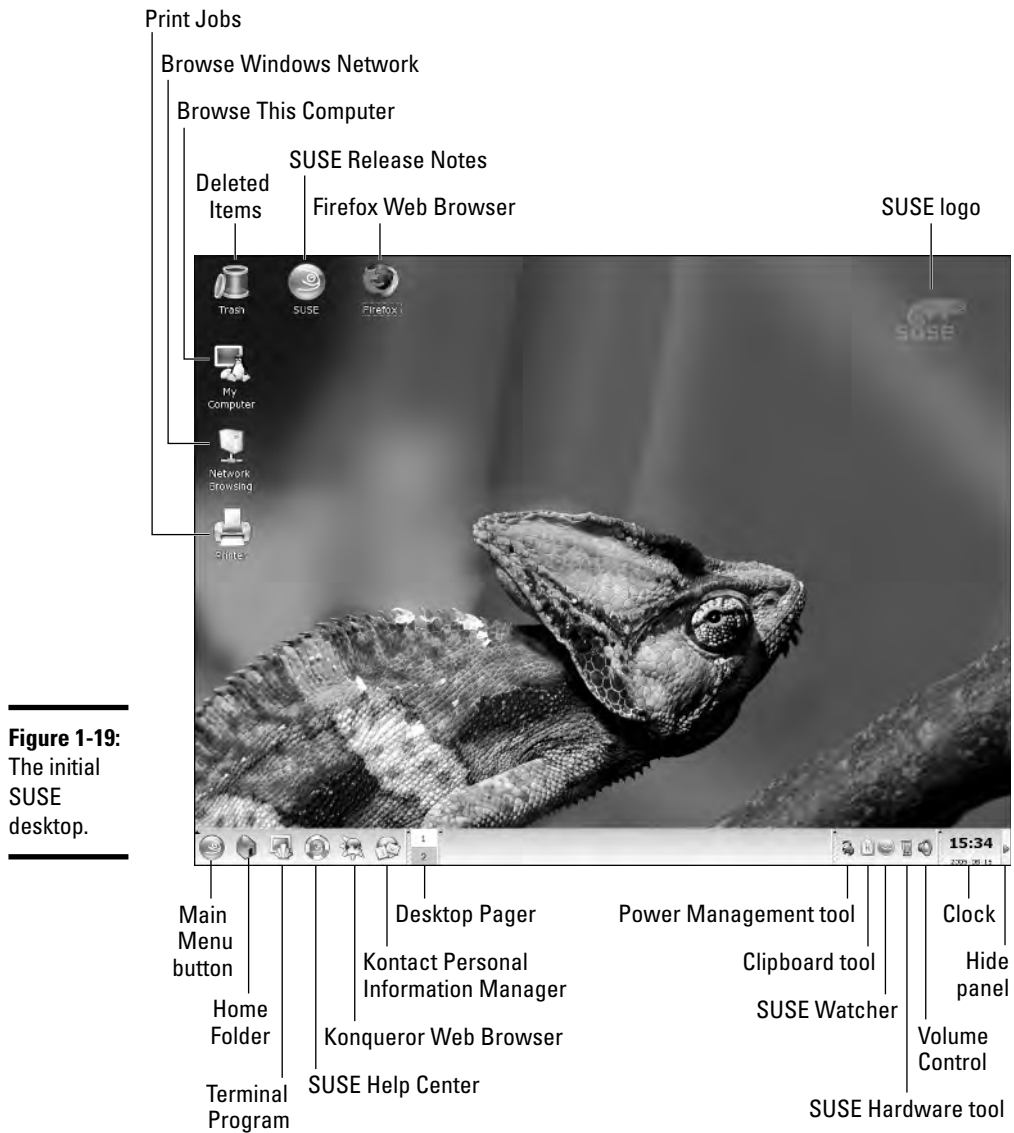 Print Jobs
Browse Windows Network
Browse This Computer
SUSE Release Notes
Deleted
Items
Firefox Web Browser
SUSE logo
Trash
SUSE
Firefox
SUSE
My
Computer
Network
Browsing
Printer
Figure 1-19:
The initial
SUSE
desktop.
1
2
15:34
Main
Menu
button
Desktop Pager
Power Management tool
Clock
Kontact Personal
Information Manager
Clipboard tool
Hide
panel
Home
Folder
Konqueror Web Browser
SUSE Watcher
Volume
Control
Terminal
Program
SUSE Help Center
SUSE Hardware tool